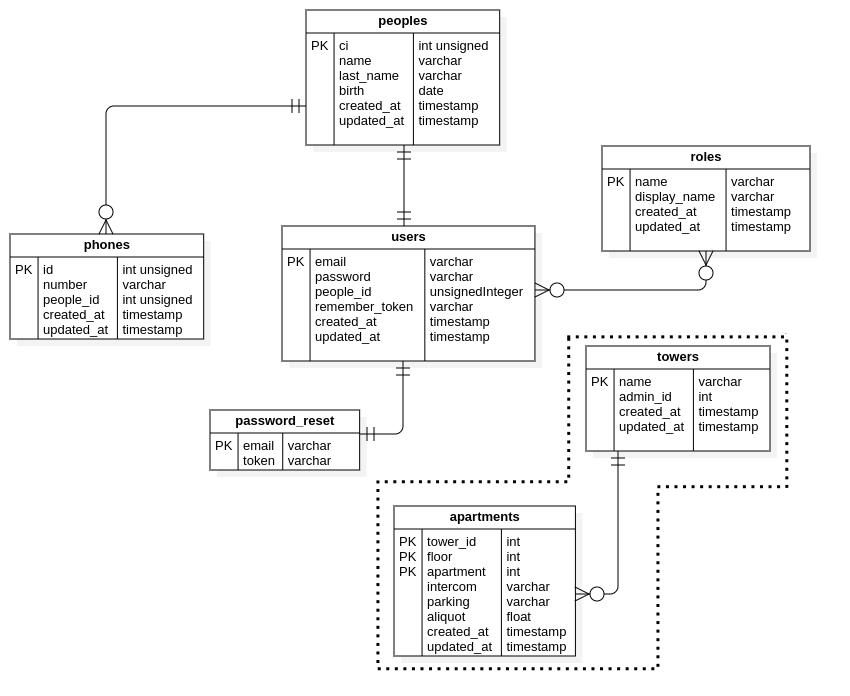 peoples
PK ci int unsigned
name varchar
last_name varchar
birth date
created_at timestamp
updated_at timestamp
roles
PK name varchar
display_name varchar
created_at timestamp
updated_at timestamp
phones
PK id int unsigned
number varchar
people_id int unsigned
created_at timestamp
updated_at timestamp
users
PK email varchar
password varchar
people_id unsignedInteger
remember_token varchar
created_at timestamp
updated_at timestamp
towers
PK name varchar
admin_id int
created_at timestamp
updated_at timestamp
password_reset
PK email varchar
token varchar
apartments
PK tower_id int
PK floor int
PK apartment int
intercom varchar
parking varchar
aliquot float
created_at timestamp
updated_at timestamp